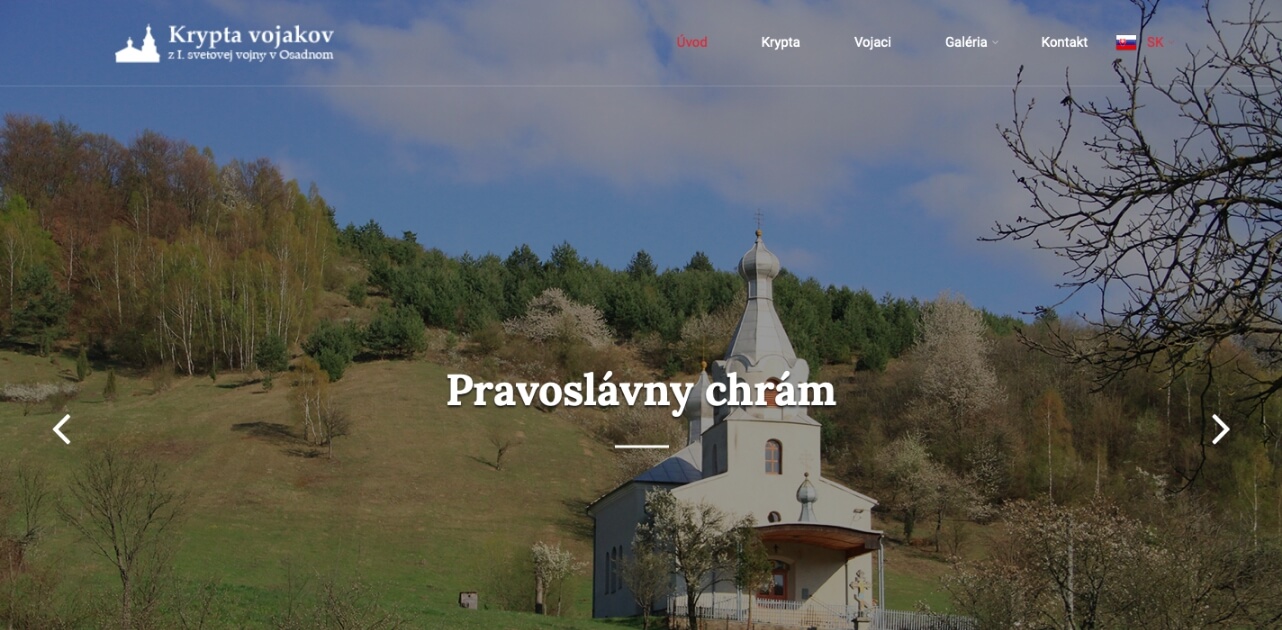 Krypta vojakov
z I. svetovej vojny v Osadnom
Úvod
Krypta
Vojaci
Galéria
Kontakt
SK
Pravoslávny chrám